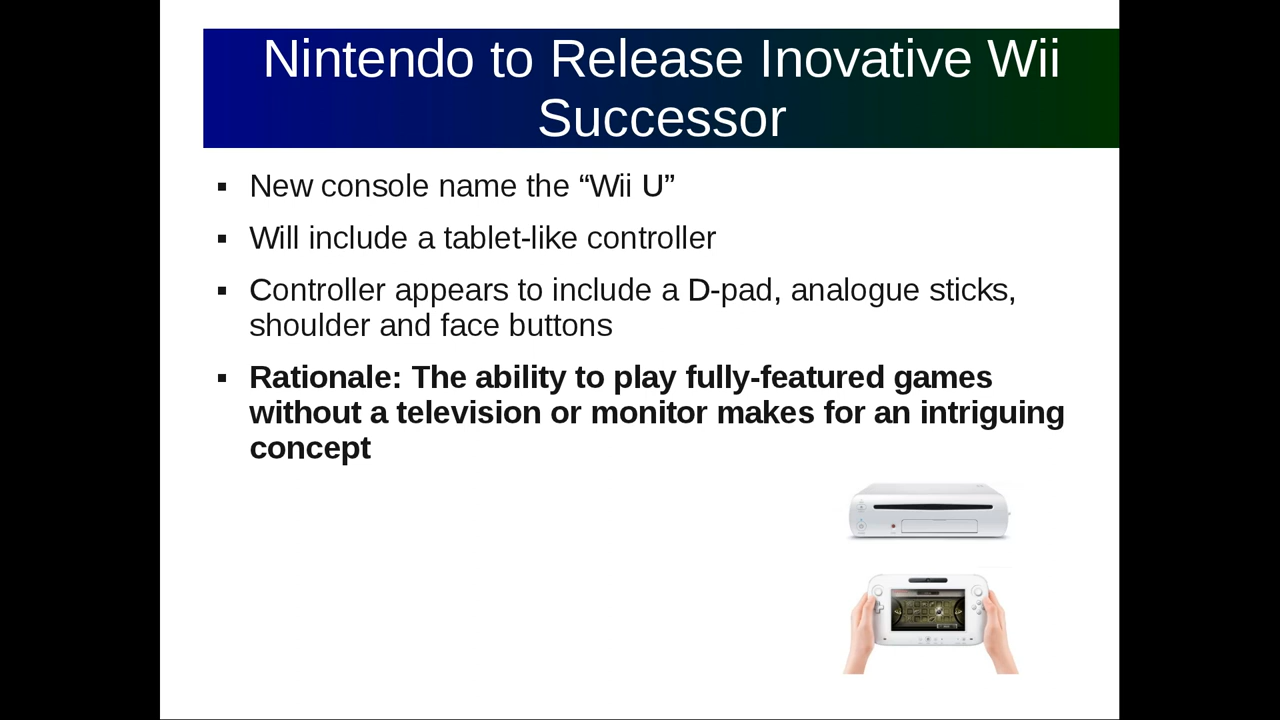 Nintendo to Release Inovative Wii
Successor
▪ New console name the “Wii U”
▪ Will include a tablet-like controller
▪ Controller appears to include a D-pad, analogue sticks,
shoulder and face buttons
▪ Rationale: The ability to play fully-featured games
without a television or monitor makes for an intriguing
concept